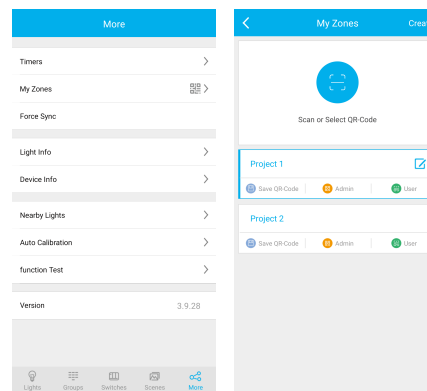 More
Timers
My Zones
Force Sync
Light Info
Device Info
Nearby Lights
Auto Calibration
function Test
Version 3.9.28
Lights Groups Switches Scenes More
My Zones Crea
Scan or Select QR-Code
Project 1
Save QR-Code Admin User
Project 2
Save QR-Code Admin User